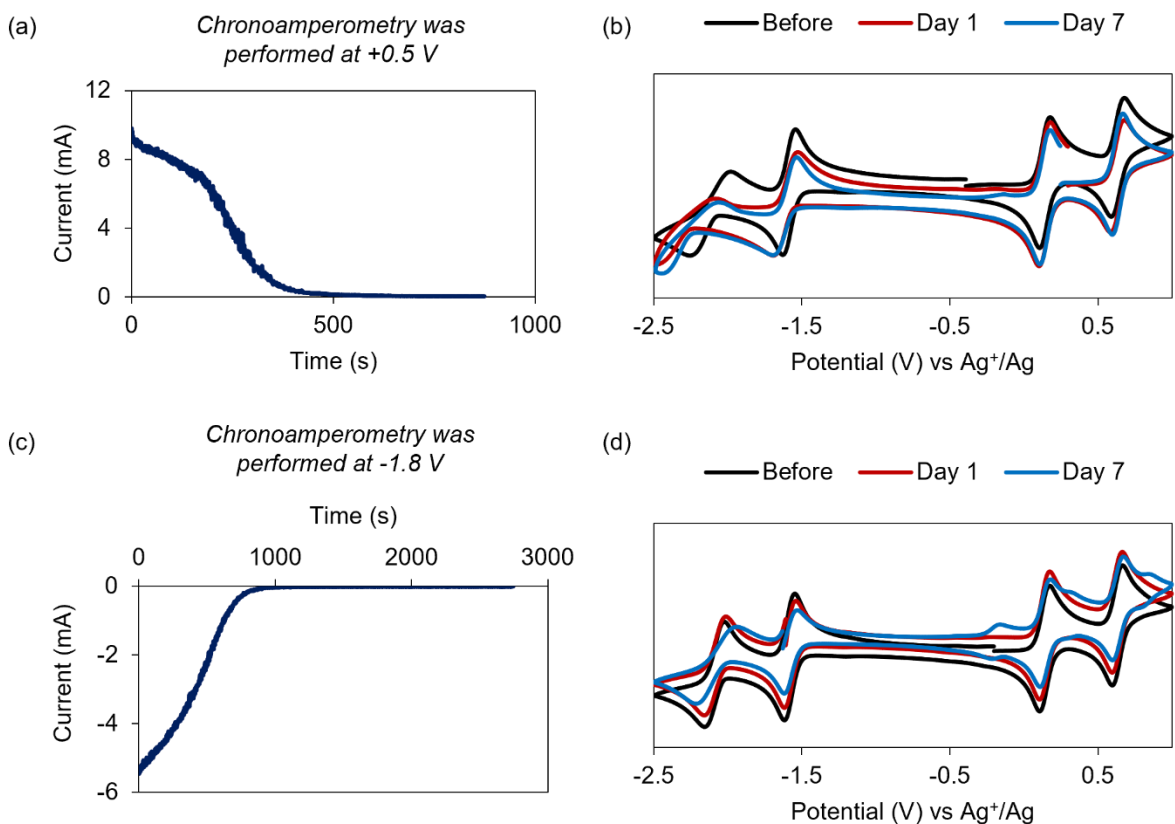 (a)
Chronoamperometry was
performed at +0.5 V
12
8
4
0
0
500
1000
Current (mA)
Time (s)
(b)
Before
Day 1
Day 7
-2.5
-1.5
-0.5
0.5
Potential (V) vs Ag⁺/Ag
(c)
Chronoamperometry was
performed at -1.8 V
Time (s)
0
1000
2000
3000
0
-2
-4
-6
Current (mA)
(d)
Before
Day 1
Day 7
-2.5
-1.5
-0.5
0.5
Potential (V) vs Ag⁺/Ag